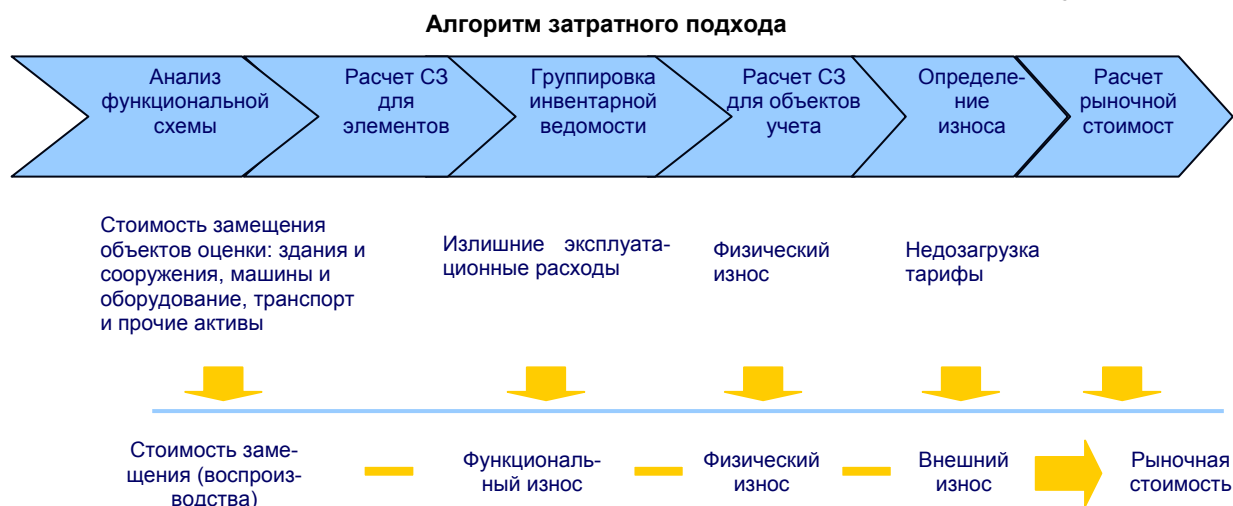 Алгоритм затратного подхода
Анализ
функциональной
схемы
Расчет СЗ
для
элементов
Группировка
инвентарной
ведомости
Расчет СЗ
для объектов
учета
Определе-
ние
износа
Расчет
рыночной
стоимост
Стоимость замещения
объектов оценки: здания и
сооружения, машины и
оборудование, транспорт
и прочие активы
Излишние эксплуата-
ционные расходы
Физический
износ
Недозагрузка
тарифы
Стоимость заме-
щения (воспроиз-
водства)
Функциональ-
ный износ
Физический
износ
Внешний
износ
Рыночная
стоимость